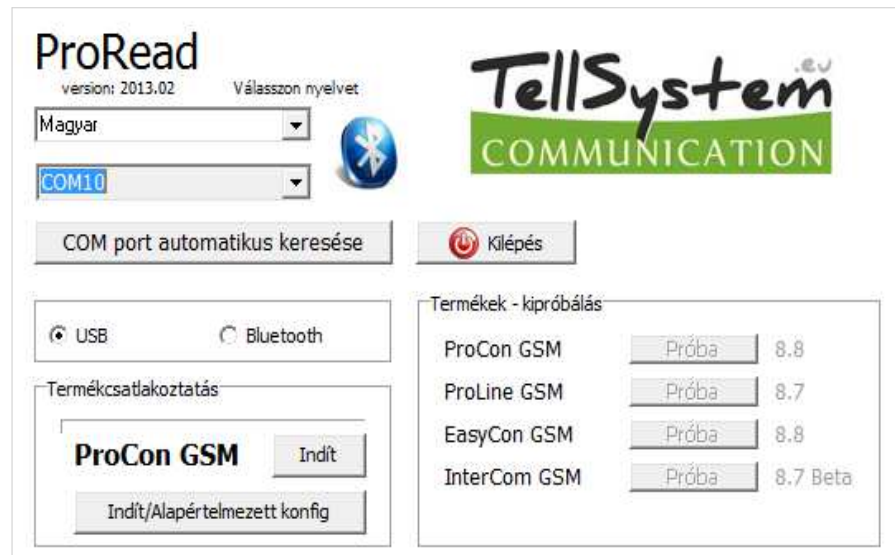 ProRead
version: 2013.02
Válasszon nyelvet
Magyar
COM10
TellSystem.eu
COMMUNICATION
COM port automatikus keresése
Kilépés
USB
Bluetooth
Termékcsatlakoztatás
ProCon GSM
Indít
Indít/Alapértelmezett konfig
Termékek - kipróbálás
ProCon GSM Próba 8.8
ProLine GSM Próba 8.7
EasyCon GSM Próba 8.8
InterCom GSM Próba 8.7 Beta